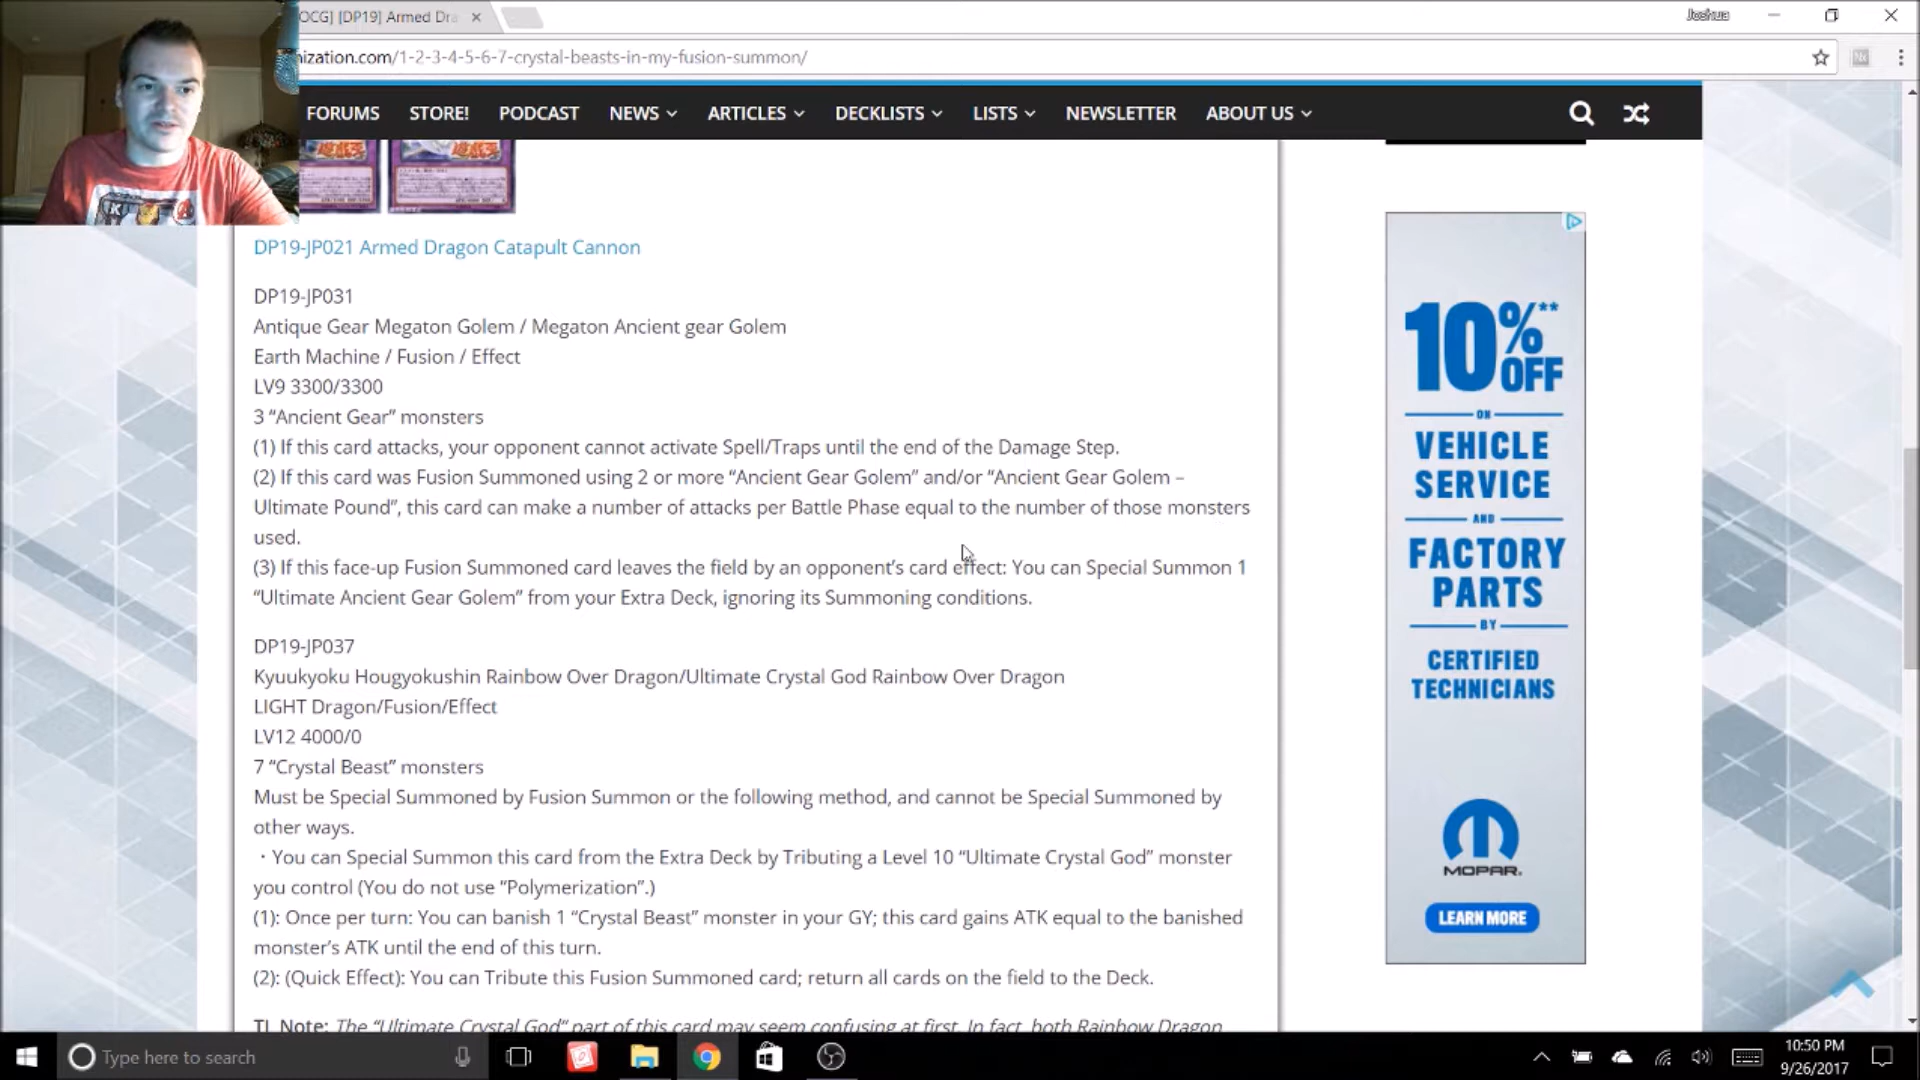 OCG] [DP19] Armed Dra
Joshua
nization.com/1-2-3-4-5-6-7-crystal-beasts-in-my-fusion-summon/
FORUMS STORE! PODCAST NEWS ARTICLES DECKLISTS LISTS NEWSLETTER ABOUT US
DP19-JP021 Armed Dragon Catapult Cannon
DP19-JP031
Antique Gear Megaton Golem / Megaton Ancient gear Golem
Earth Machine / Fusion / Effect
LV9 3300/3300
3 “Ancient Gear” monsters
(1) If this card attacks, your opponent cannot activate Spell/Traps until the end of the Damage Step.
(2) If this card was Fusion Summoned using 2 or more “Ancient Gear Golem” and/or “Ancient Gear Golem –
Ultimate Pound”, this card can make a number of attacks per Battle Phase equal to the number of those monsters
used.
(3) If this face-up Fusion Summoned card leaves the field by an opponent’s card effect: You can Special Summon 1
“Ultimate Ancient Gear Golem” from your Extra Deck, ignoring its Summoning conditions.
DP19-JP037
Kyuukyoku Hougyokushin Rainbow Over Dragon/Ultimate Crystal God Rainbow Over Dragon
LIGHT Dragon/Fusion/Effect
LV12 4000/0
7 “Crystal Beast” monsters
Must be Special Summoned by Fusion Summon or the following method, and cannot be Special Summoned by
other ways.
・You can Special Summon this card from the Extra Deck by Tributing a Level 10 “Ultimate Crystal God” monster
you control (You do not use “Polymerization”.)
(1): Once per turn: You can banish 1 “Crystal Beast” monster in your GY; this card gains ATK equal to the banished
monster’s ATK until the end of this turn.
(2): (Quick Effect): You can Tribute this Fusion Summoned card; return all cards on the field to the Deck.
TL Note: The “Ultimate Crystal God” part of this card may seem confusing at first. In fact, both Rainbow Dragon
10%** OFF
ON
VEHICLE
SERVICE
AND
FACTORY
PARTS
BY
CERTIFIED
TECHNICIANS
MOPAR.
LEARN MORE
Type here to search
10:50 PM
9/26/2017